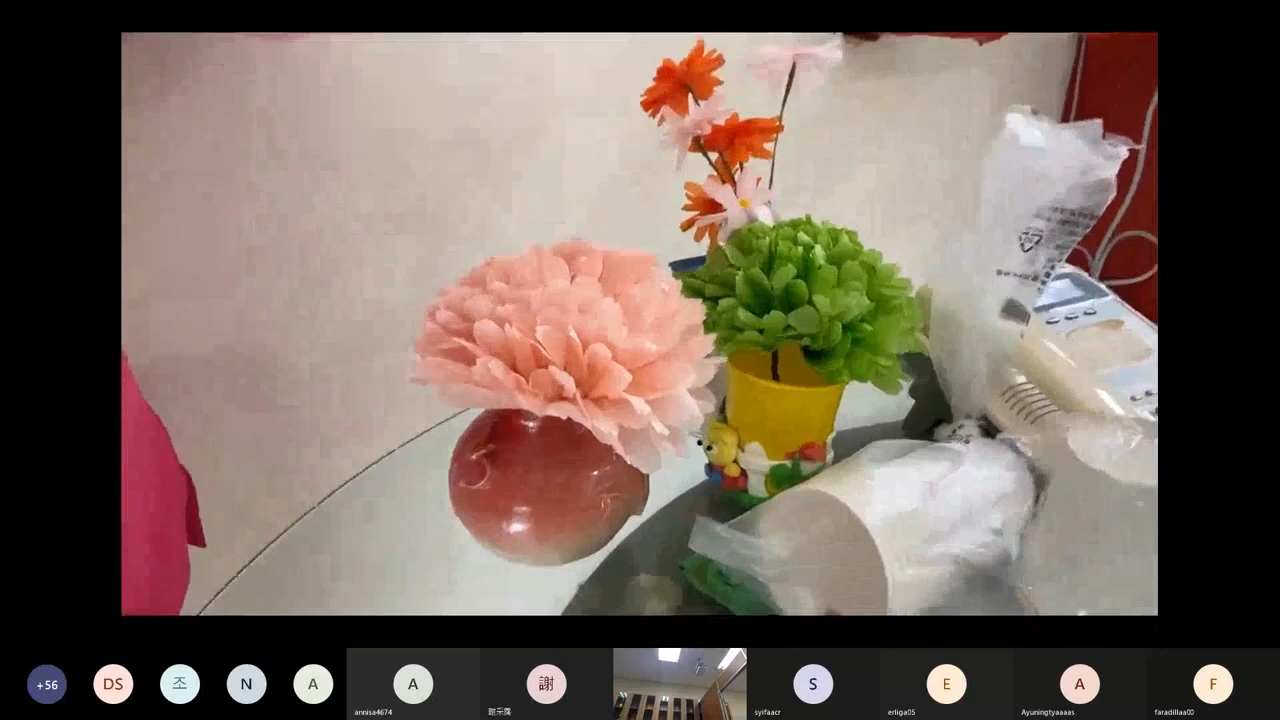 +56
DS
조
N
A
A
annisa4674
謝
S
syifaacr
E
erliga05
A
Ayuningtyaaaas
F
faradillaa00